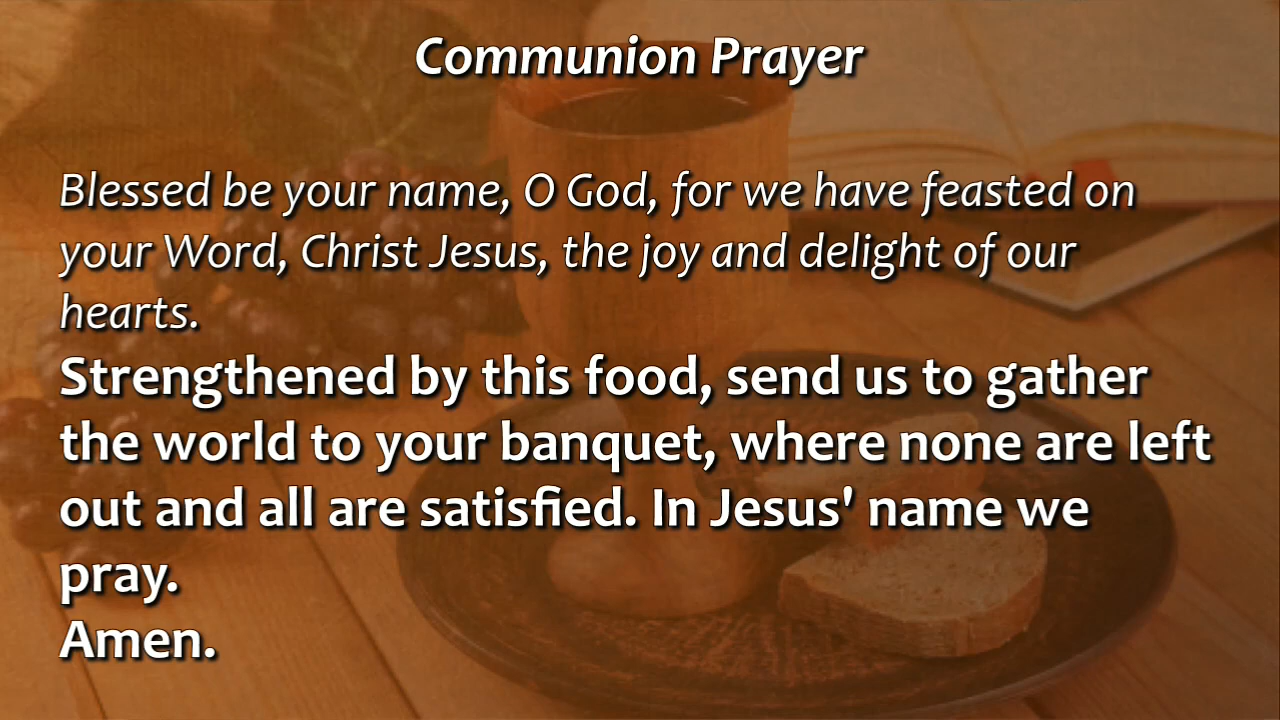 Communion Prayer
Blessed be your name, O God, for we have feasted on
your Word, Christ Jesus, the joy and delight of our
hearts.
Strengthened by this food, send us to gather
the world to your banquet, where none are left
out and all are satisfied. In Jesus' name we
pray.
Amen.